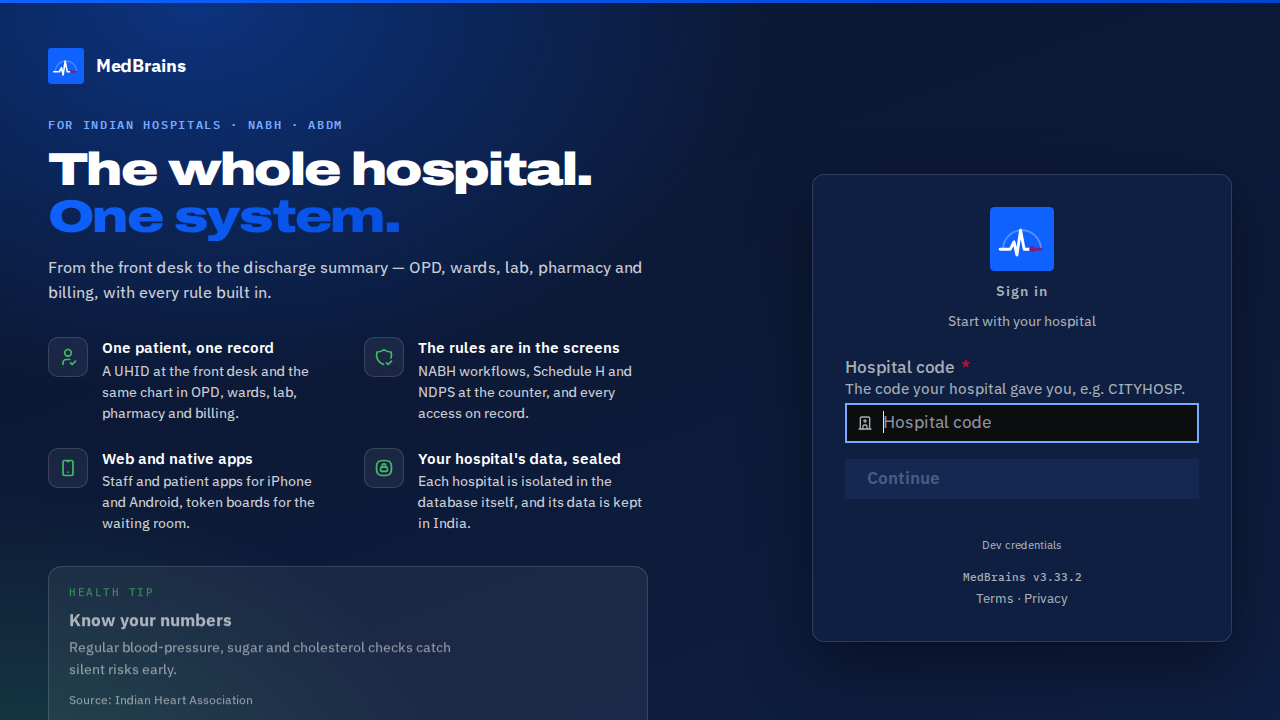 MedBrains
FOR INDIAN HOSPITALS · NABH · ABDM
The whole hospital.
One system.
From the front desk to the discharge summary — OPD, wards, lab, pharmacy and
billing, with every rule built in.
One patient, one record
A UHID at the front desk and the
same chart in OPD, wards, lab,
pharmacy and billing.
The rules are in the screens
NABH workflows, Schedule H and
NDPS at the counter, and every
access on record.
Web and native apps
Staff and patient apps for iPhone
and Android, token boards for the
waiting room.
Your hospital's data, sealed
Each hospital is isolated in the
database itself, and its data is kept
in India.
HEALTH TIP
Know your numbers
Regular blood-pressure, sugar and cholesterol checks catch
silent risks early.
Source: Indian Heart Association
Sign in
Start with your hospital
Hospital code *
The code your hospital gave you, e.g. CITYHOSP.
Hospital code
Continue
Dev credentials
MedBrains v3.33.2
Terms · Privacy